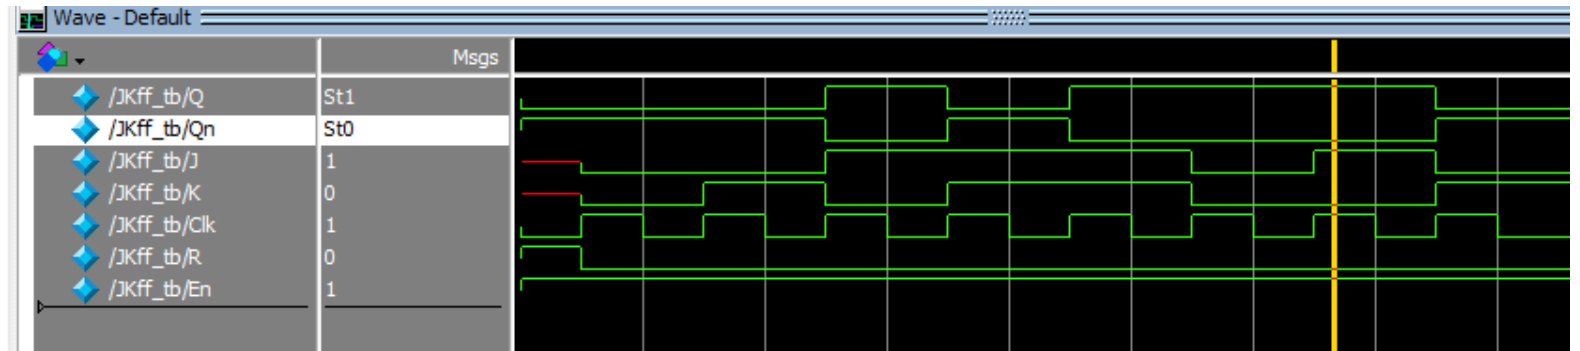 Wave - Default
Msgs
/JKff_tb/Q St1
/JKff_tb/Qn St0
/JKff_tb/J 1
/JKff_tb/K 0
/JKff_tb/Clk 1
/JKff_tb/R 0
/JKff_tb/En 1